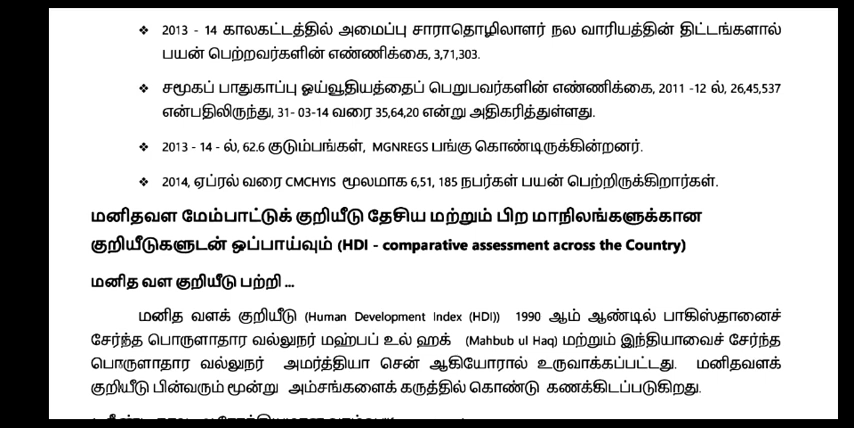 ❖ 2013 - 14 காலகட்டத்தில் அமைப்பு சாராதொழிலாளர் நல வாரியத்தின் திட்டங்களால்
பயன் பெற்றவர்களின் எண்ணிக்கை, 3,71,303.
❖ சமூகப் பாதுகாப்பு ஓய்வூதியத்தைப் பெறுபவர்களின் எண்ணிக்கை, 2011 -12 ல், 26,45,537
என்பதிலிருந்து, 31- 03-14 வரை 35,64,20 என்று அதிகரித்துள்ளது.
❖ 2013 - 14 - ல், 62.6 குடும்பங்கள், MGNREGS பங்கு கொண்டிருக்கின்றனர்.
❖ 2014, ஏப்ரல் வரை CMCHYIS மூலமாக 6,51, 185 நபர்கள் பயன் பெற்றிருக்கிறார்கள்.
மனிதவள மேம்பாட்டுக் குறியீடு தேசிய மற்றும் பிற மாநிலங்களுக்கான
குறியீடுகளுடன் ஒப்பாய்வும் (HDI - comparative assessment across the Country)
மனித வள குறியீடு பற்றி ...
மனித வளக் குறியீடு (Human Development Index (HDI)) 1990 ஆம் ஆண்டில் பாகிஸ்தானைச்
சேர்ந்த பொருளாதார வல்லுநர் மஹ்பப் உல் ஹக் (Mahbub ul Haq) மற்றும் இந்தியாவைச் சேர்ந்த
பொருளாதார வல்லுநர் அமர்த்தியா சென் ஆகியோரால் உருவாக்கப்பட்டது. மனிதவளக்
குறியீடு பின்வரும் மூன்று அம்சங்களைக் கருத்தில் கொண்டு கணக்கிடப்படுகிறது.